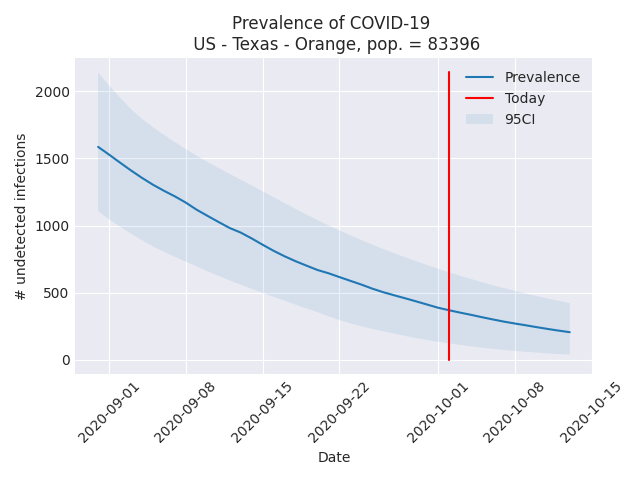 Prevalence of COVID-19
US - Texas - Orange, pop. = 83396
Prevalence
Today
95CI
# undetected infections
2000
1500
1000
500
0
2020-09-01
2020-09-08
2020-09-15
2020-09-22
2020-10-01
2020-10-08
2020-10-15
Date